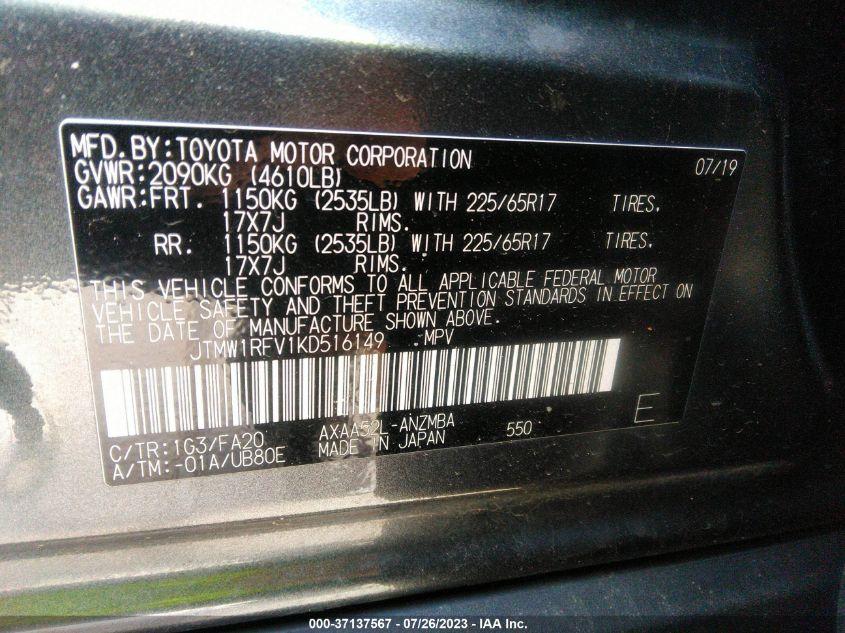 MFD.BY:TOYOTA MOTOR CORPORATION 07/19
GVWR:2090KG (4610LB)
GAWR:FRT. 1150KG (2535LB) WITH 225/65R17 TIRES.
17X7J RIMS.
RR. 1150KG (2535LB) WITH 225/65R17 TIRES.
17X7J RIMS.
THIS VEHICLE CONFORMS TO ALL APPLICABLE FEDERAL MOTOR
VEHICLE SAFETY AND THEFT PREVENTION STANDARDS IN EFFECT ON
THE DATE OF MANUFACTURE SHOWN ABOVE.
JTMW1RFV1KD516149 MPV
C/TR:1G3/FA20 AXAA52L-ANZMBA 550 E
A/TM:-01A/UB80E MADE IN JAPAN
000-37137567 - 07/26/2023 - IAA Inc.